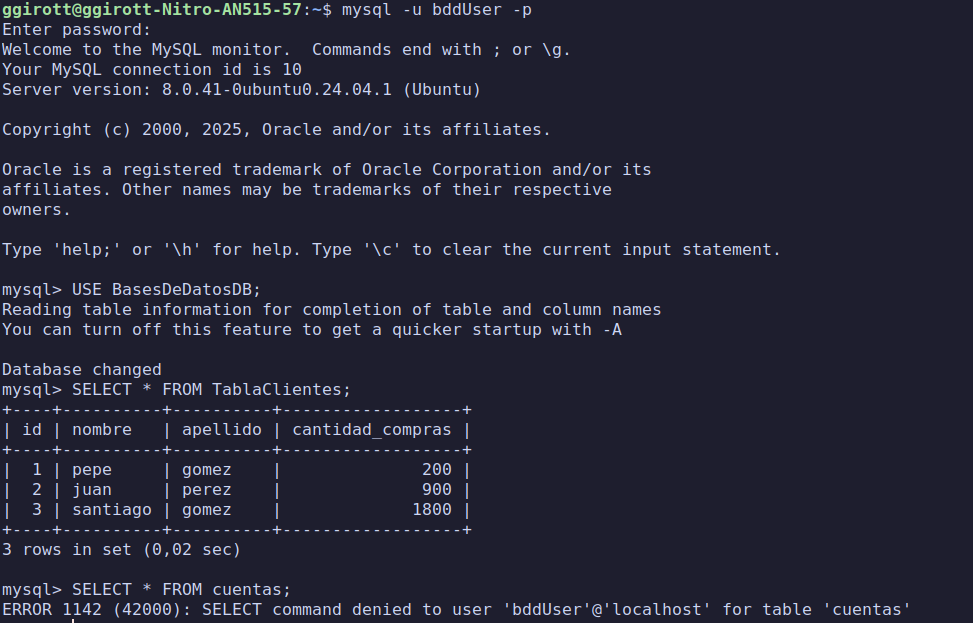 ggirott@ggirott-Nitro-AN515-57:~$ mysql -u bddUser -p
Enter password:
Welcome to the MySQL monitor.  Commands end with ; or \g.
Your MySQL connection id is 10
Server version: 8.0.41-0ubuntu0.24.04.1 (Ubuntu)

Copyright (c) 2000, 2025, Oracle and/or its affiliates.

Oracle is a registered trademark of Oracle Corporation and/or its
affiliates. Other names may be trademarks of their respective
owners.

Type 'help;' or '\h' for help. Type '\c' to clear the current input statement.

mysql> USE BasesDeDatosDB;
Reading table information for completion of table and column names
You can turn off this feature to get a quicker startup with -A

Database changed
mysql> SELECT * FROM TablaClientes;
+----+----------+----------+------------------+
| id | nombre   | apellido | cantidad_compras |
+----+----------+----------+------------------+
|  1 | pepe     | gomez    |              200 |
|  2 | juan     | perez    |              900 |
|  3 | santiago | gomez    |             1800 |
+----+----------+----------+------------------+
3 rows in set (0,02 sec)

mysql> SELECT * FROM cuentas;
ERROR 1142 (42000): SELECT command denied to user 'bddUser'@'localhost' for table 'cuentas'